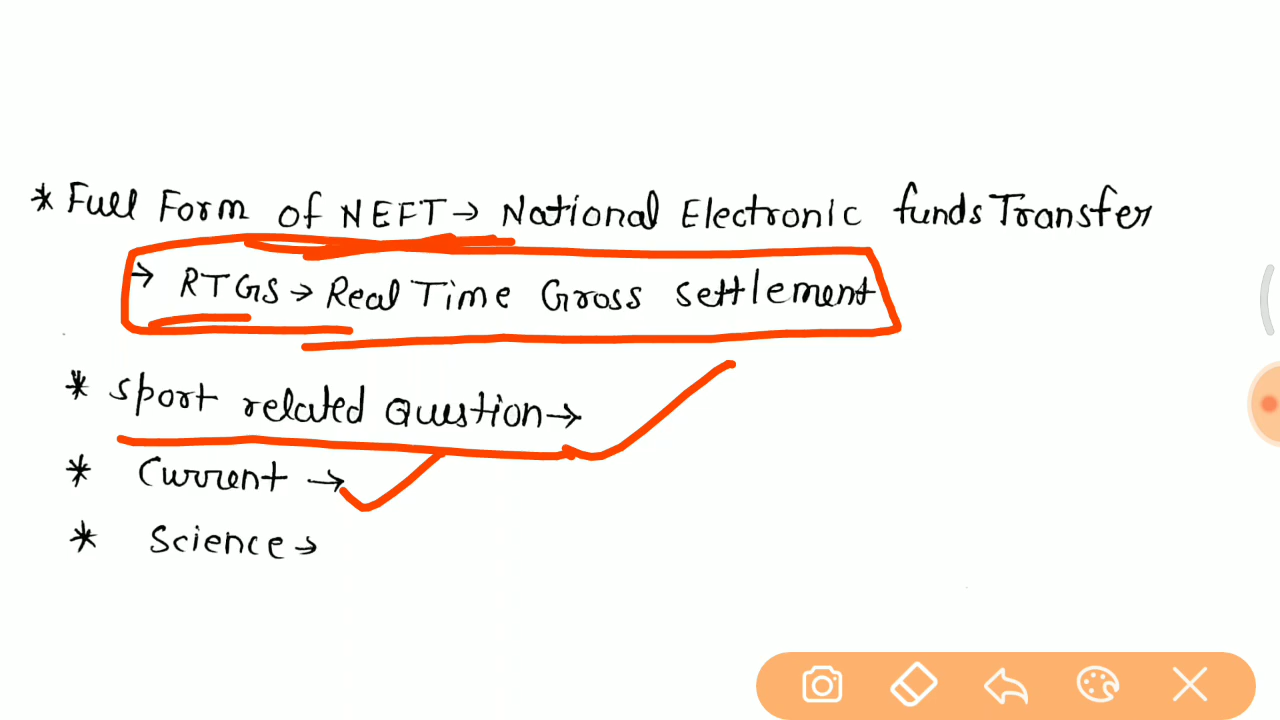 * Full Form of NEFT → National Electronic funds Transfer
→ RTGS → Real Time Gross settlement
* sport related Question →
* Current →
* Science →